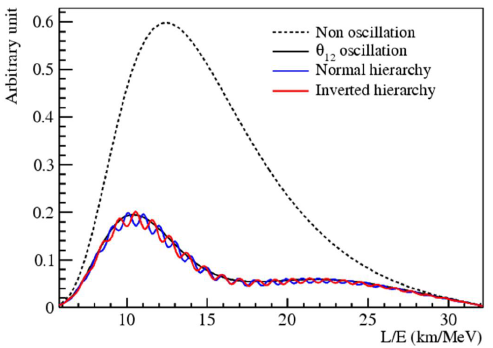 Arbitrary unit
0.6
0.5
0.4
0.3
0.2
0.1
0
Non oscillation
θ₁₂ oscillation
Normal hierarchy
Inverted hierarchy
10 15 20 25 30
L/E (km/MeV)